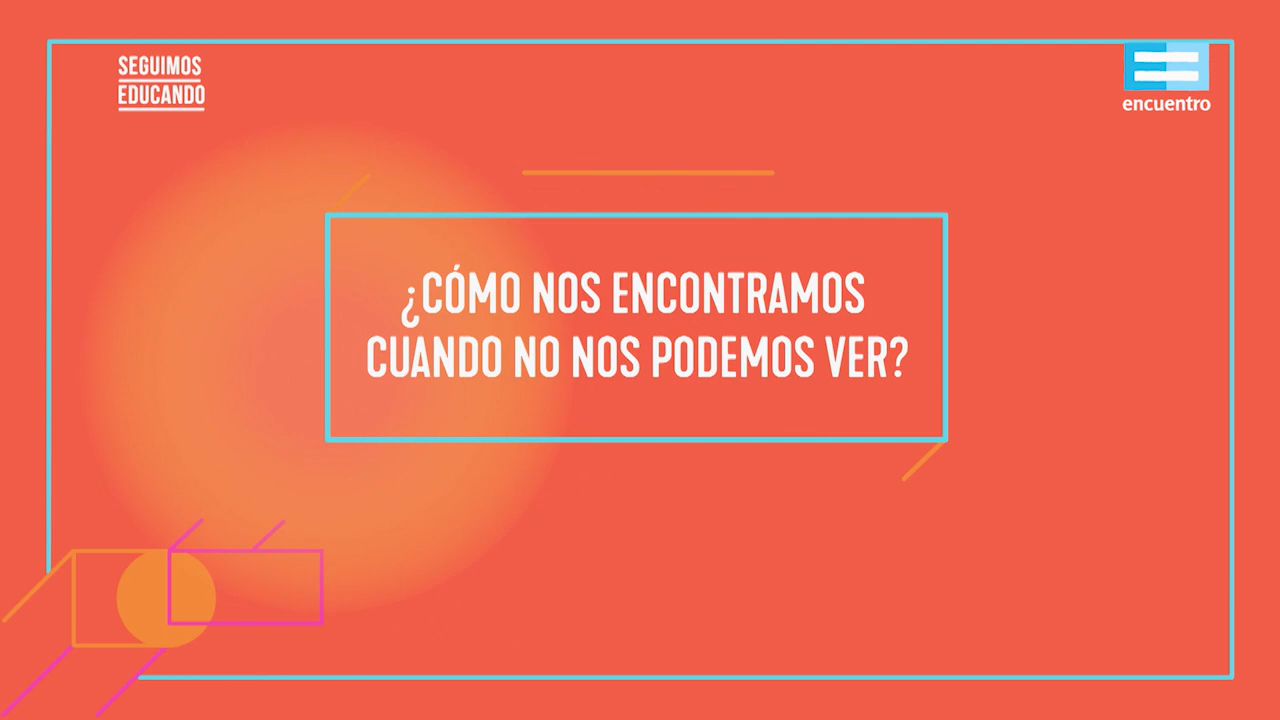 SEGUIMOS
EDUCANDO
encuentro
¿CÓMO NOS ENCONTRAMOS
CUANDO NO NOS PODEMOS VER?